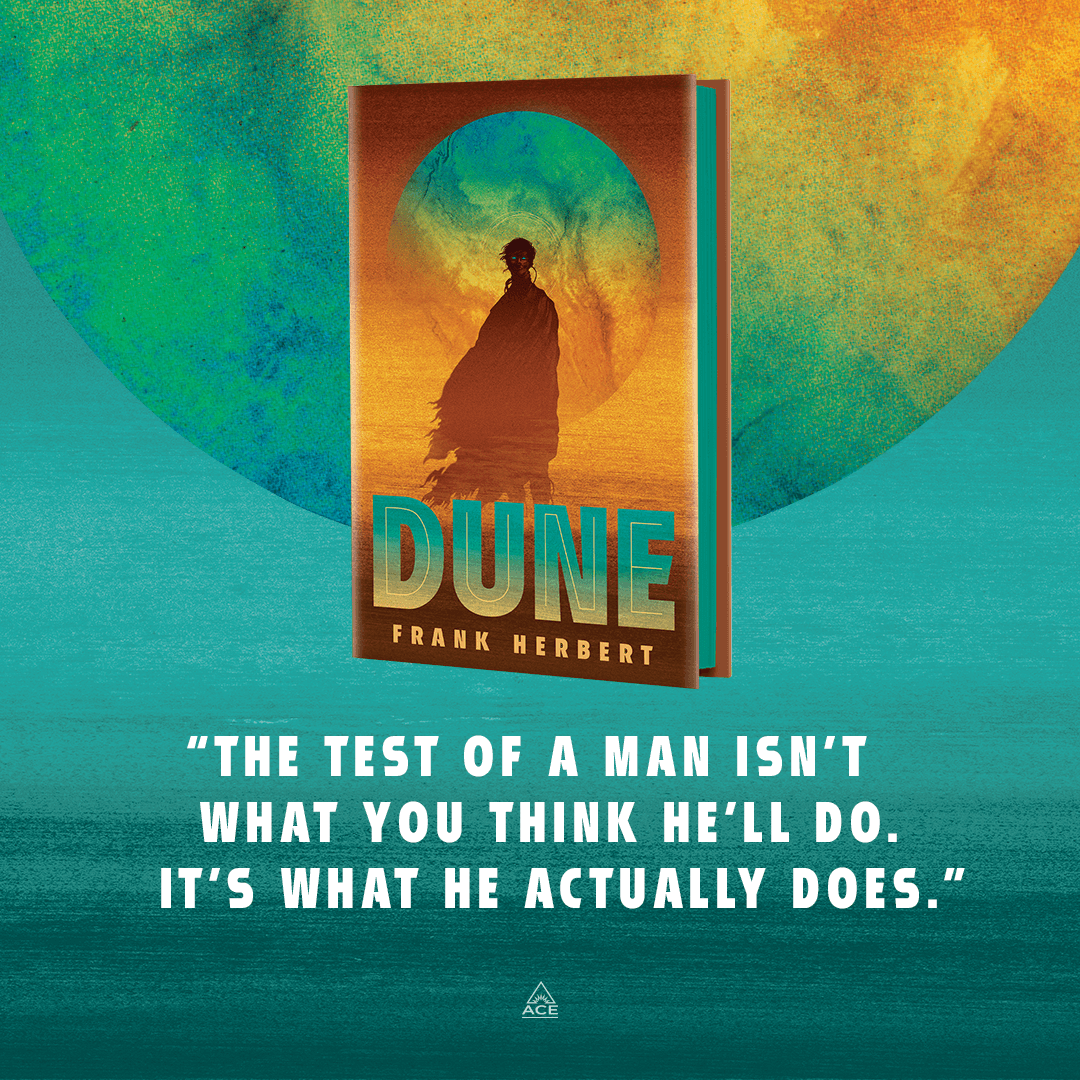 DUNE
FRANK HERBERT
“THE TEST OF A MAN ISN’T
WHAT YOU THINK HE’LL DO.
IT’S WHAT HE ACTUALLY DOES.”
ACE